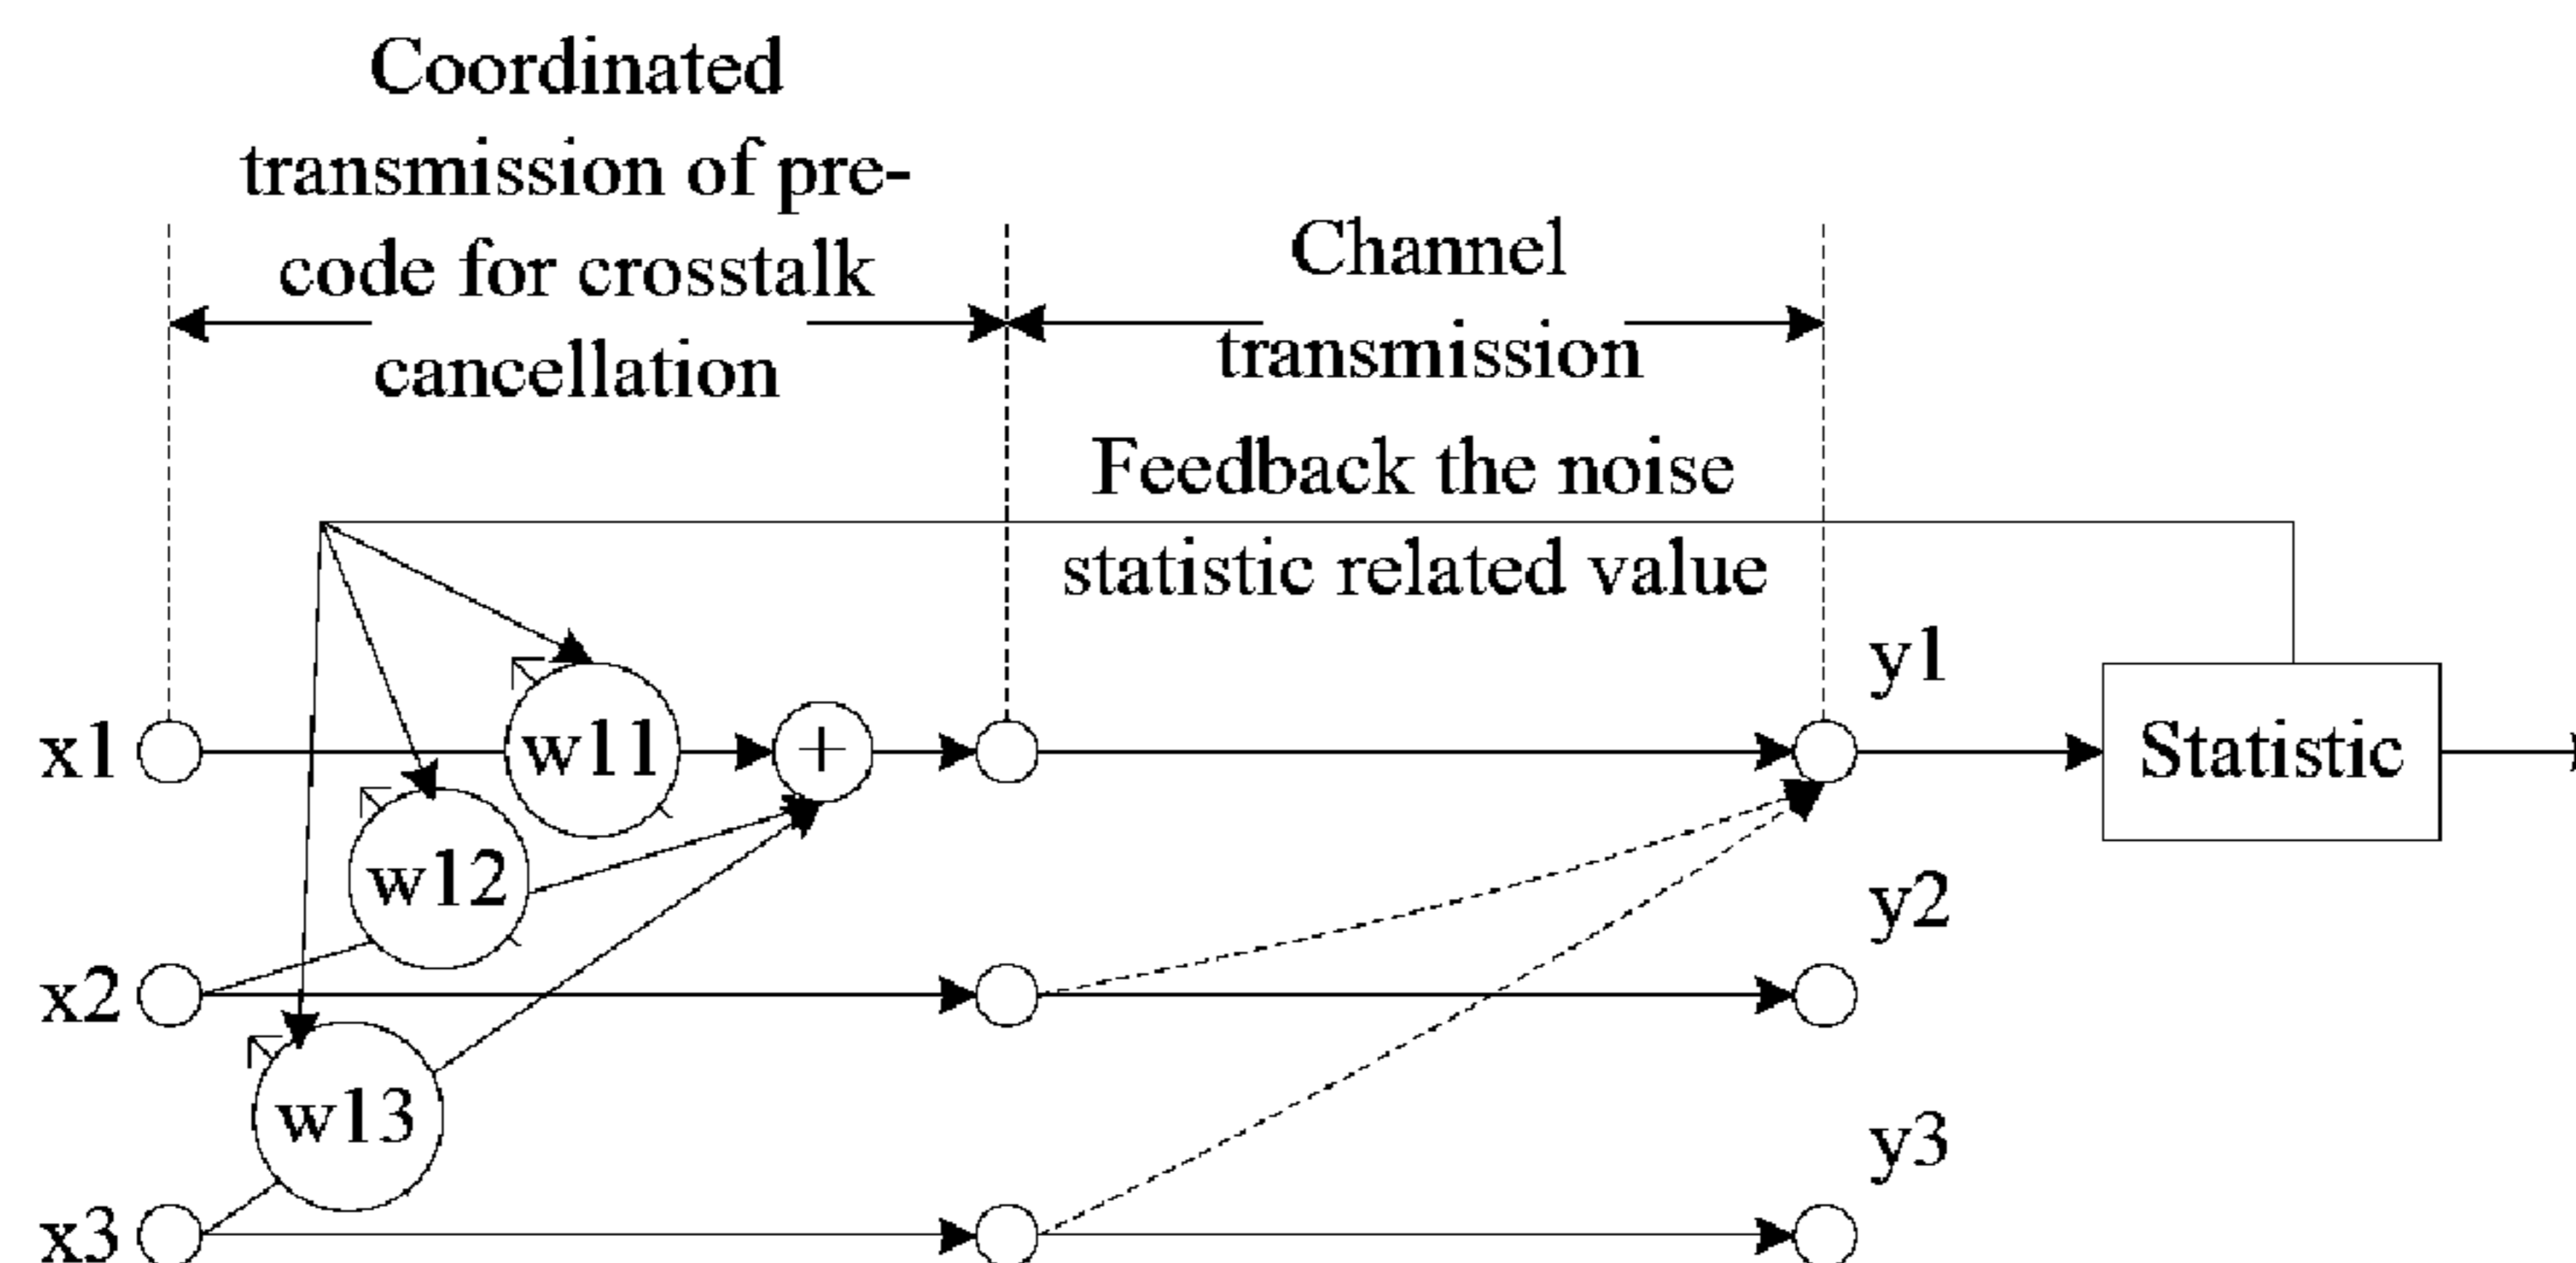 Coordinated
transmission of pre-
code for crosstalk
cancellation
Channel
transmission
Feedback the noise
statistic related value
y1
x1
w11
+
Statistic
w12
y2
x2
w13
y3
x3